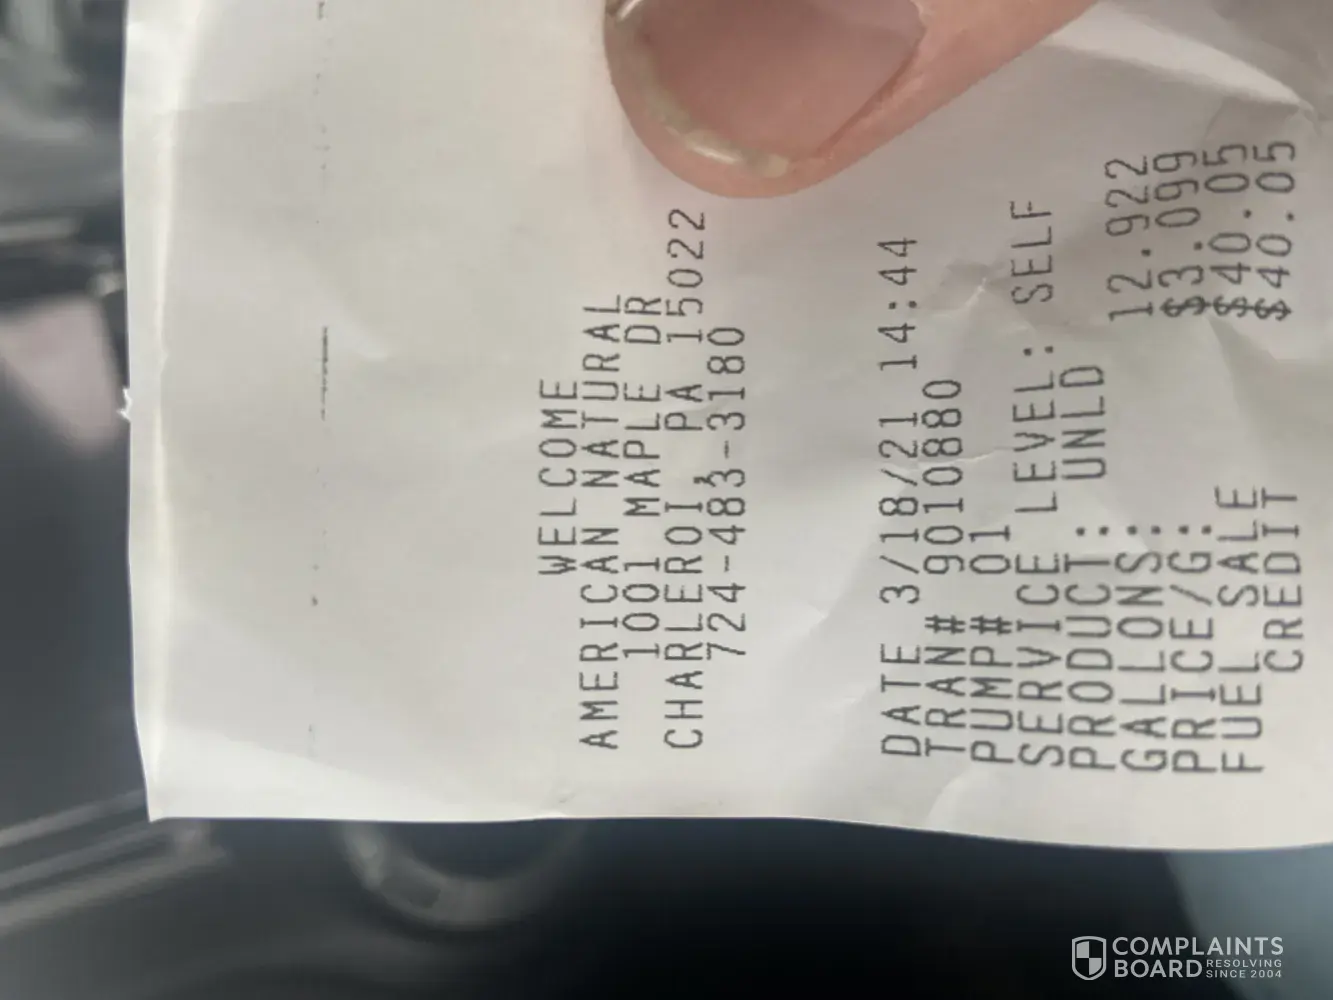 WELCOME
AMERICAN NATURAL
1001 MAPLE DR
CHARLEROI, PA 15022
724-483-3180
DATE 3/18/21 14:44
TRAN# 9010880
PUMP# 01
SERVICE LEVEL: SELF
PRODUCT: UNLD
GALLONS: 12.922
PRICE/G: $3.099
FUEL SALE $40.05
CREDIT $40.05
COMPLAINTS
BOARD RESOLVING
SINCE 2004